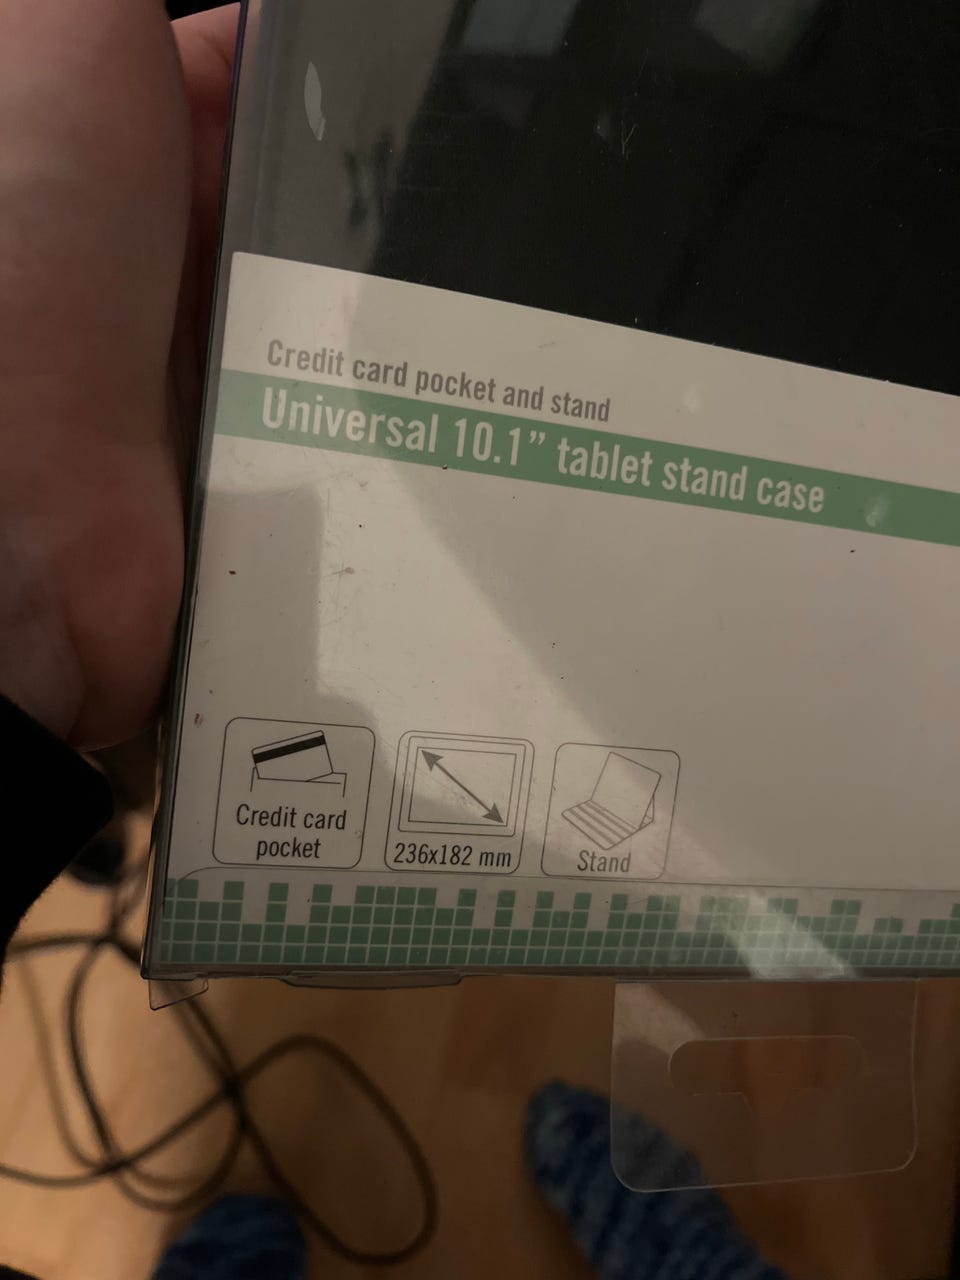 Credit card pocket and stand
Universal 10.1” tablet stand case
Credit card
pocket
236x182 mm
Stand